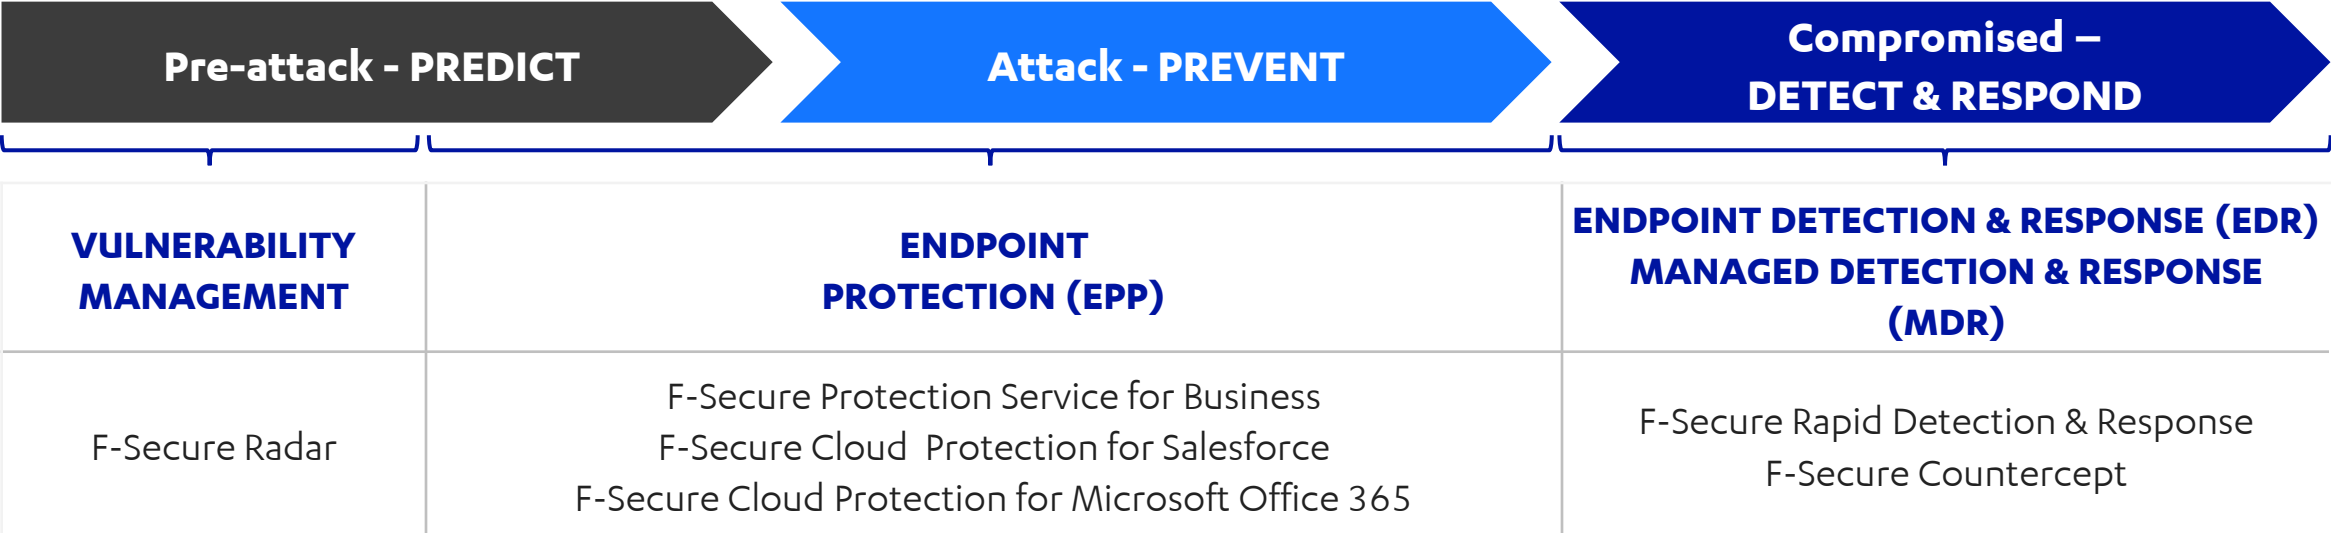 Pre-attack - PREDICT
Attack - PREVENT
Compromised –
DETECT & RESPOND
VULNERABILITY
MANAGEMENT
ENDPOINT
PROTECTION (EPP)
ENDPOINT DETECTION & RESPONSE (EDR)
MANAGED DETECTION & RESPONSE
(MDR)
F-Secure Radar
F-Secure Protection Service for Business
F-Secure Cloud  Protection for Salesforce
F-Secure Cloud Protection for Microsoft Office 365
F-Secure Rapid Detection & Response
F-Secure Countercept